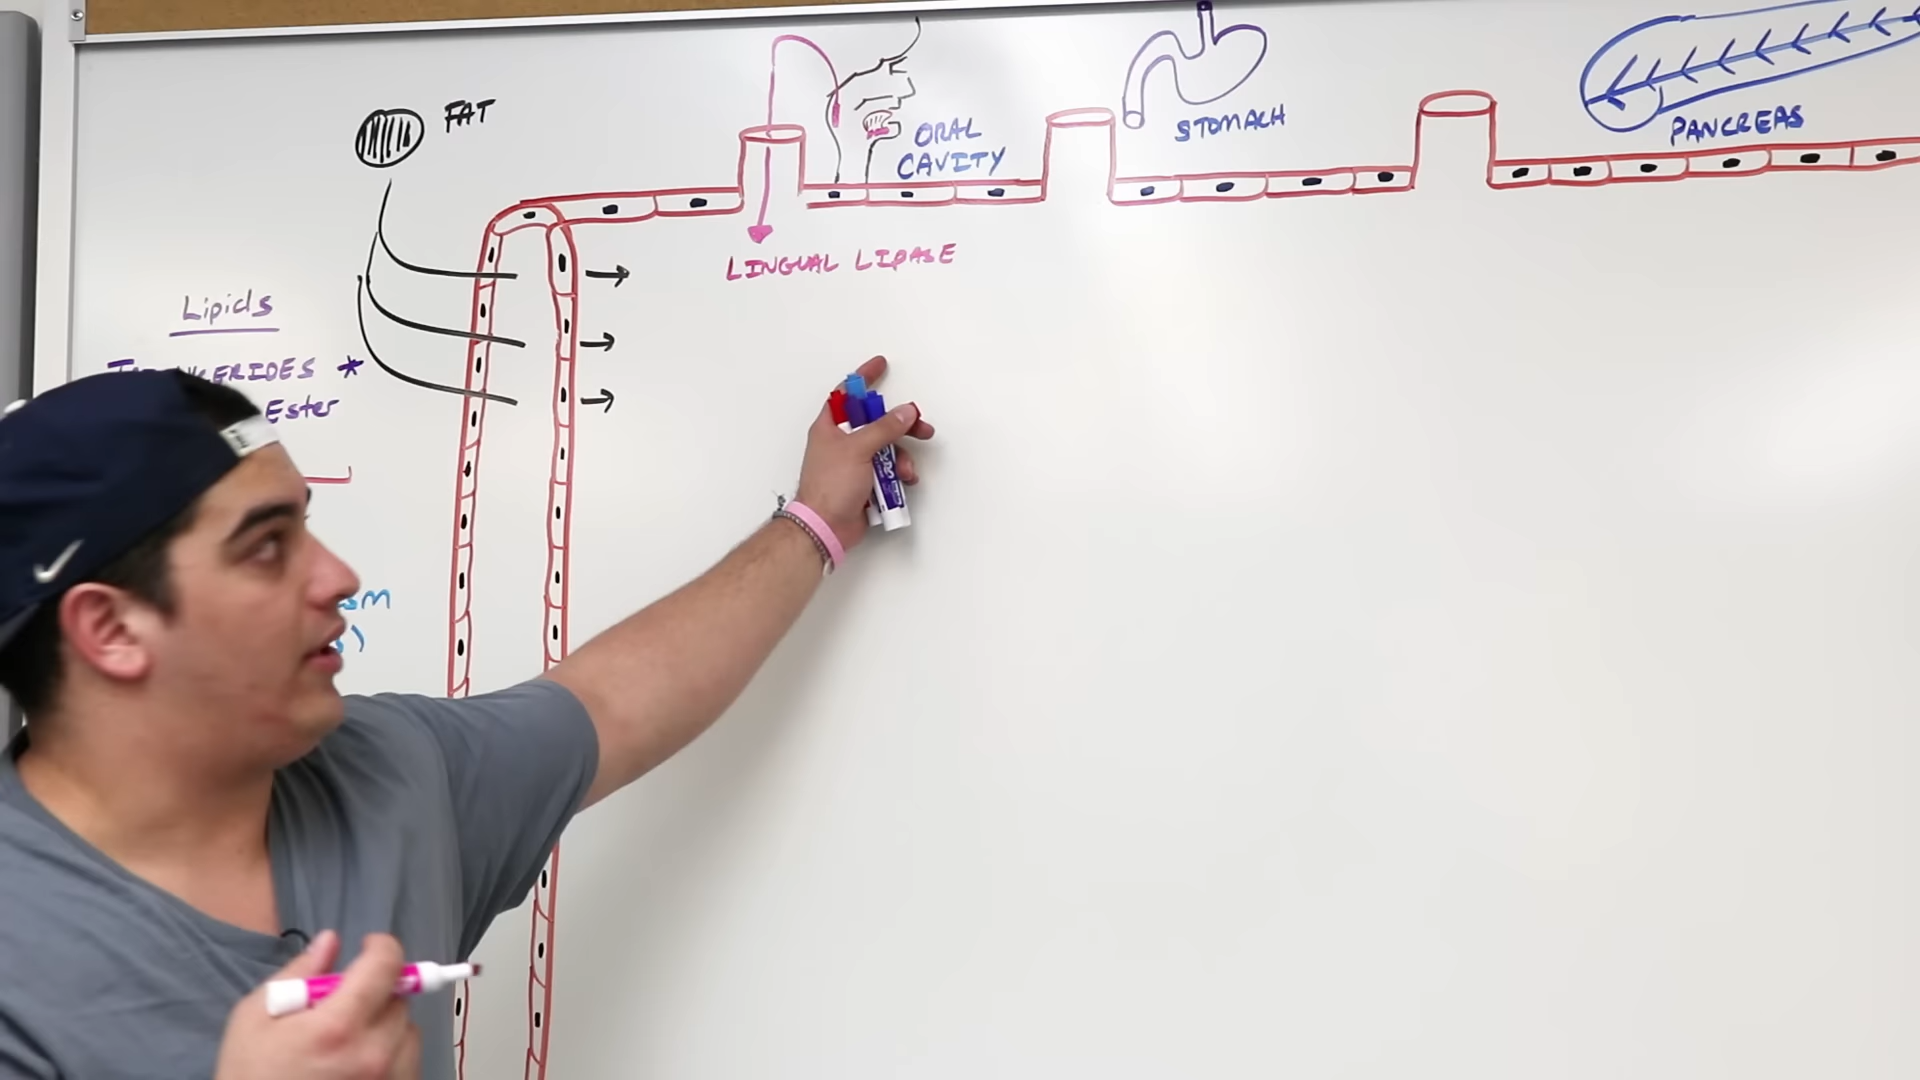 FAT
ORAL
CAVITY
STOMACH
PANCREAS
LINGUAL LIPASE
Lipids
Ester